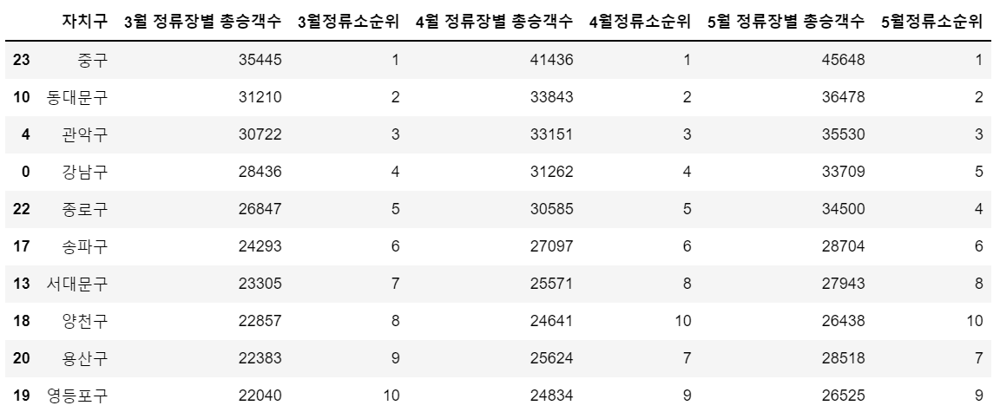 자치구 3월 정류장별 총승객수 3월정류소순위 4월 정류장별 총승객수 4월정류소순위 5월 정류장별 총승객수 5월정류소순위
23 중구 35445 1 41436 1 45648 1
10 동대문구 31210 2 33843 2 36478 2
4 관악구 30722 3 33151 3 35530 3
0 강남구 28436 4 31262 4 33709 5
22 종로구 26847 5 30585 5 34500 4
17 송파구 24293 6 27097 6 28704 6
13 서대문구 23305 7 25571 8 27943 8
18 양천구 22857 8 24641 10 26438 10
20 용산구 22383 9 25624 7 28518 7
19 영등포구 22040 10 24834 9 26525 9